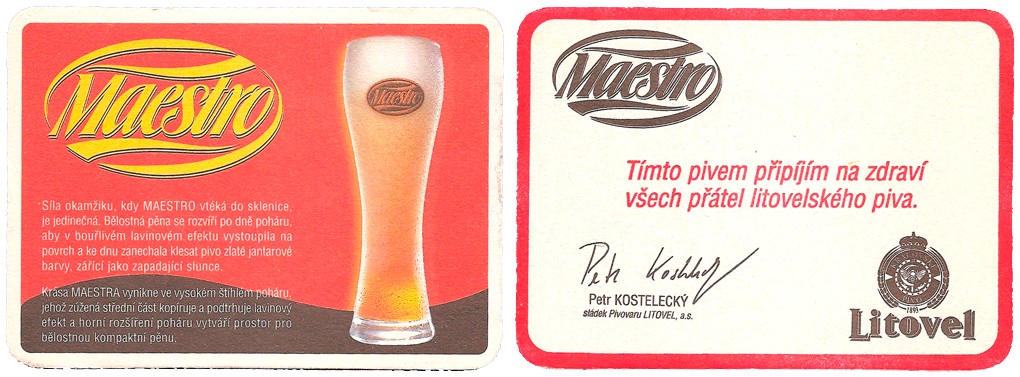 Maestro
Maestro
Síla okamžiku, kdy MAESTRO vtéká do sklenice,
je jedinečná. Bělostná pěna se rozvíří po dně poháru,
aby v bouřlivém lavinovém efektu vystoupila na
povrch a ke dnu zanechala klesat pivo zlaté jantarové
barvy, zářící jako zapadající slunce.
Krása MAESTRA vynikne ve vysokém štíhlém poháru,
jehož zúžená střední část kopíruje a podtrhuje lavinový
efekt a horní rozšíření poháru vytváří prostor pro
bělostnou kompaktní pěnu.
Maestro
Tímto pivem připíjím na zdraví
všech přátel litovelského piva.
Petr KOSTELECKÝ
sládek Pivovaru LITOVEL, a.s.
PIVO
1893
Litovel